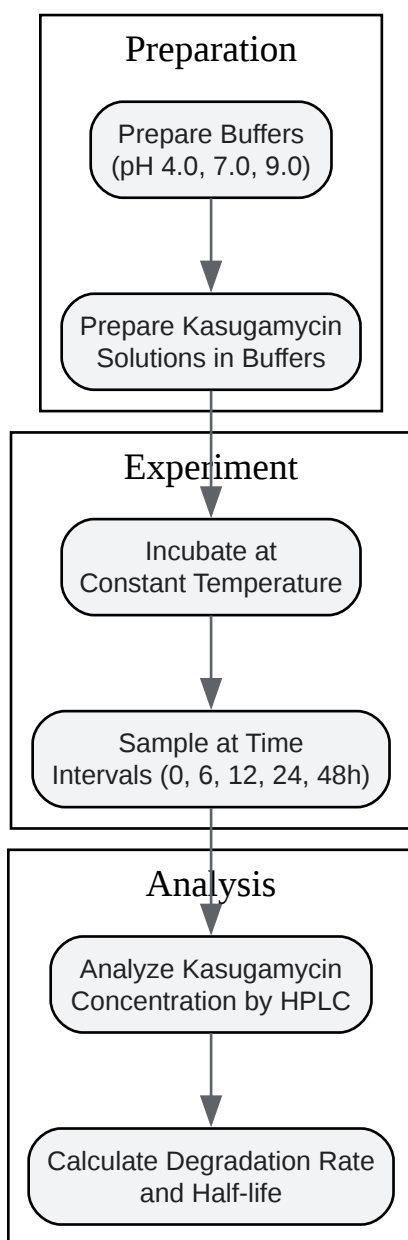 Preparation
Prepare Buffers
(pH 4.0, 7.0, 9.0)
Prepare Kasugamycin
Solutions in Buffers
Experiment
Incubate at
Constant Temperature
Sample at Time
Intervals (0, 6, 12, 24, 48h)
Analysis
Analyze Kasugamycin
Concentration by HPLC
Calculate Degradation Rate
and Half-life